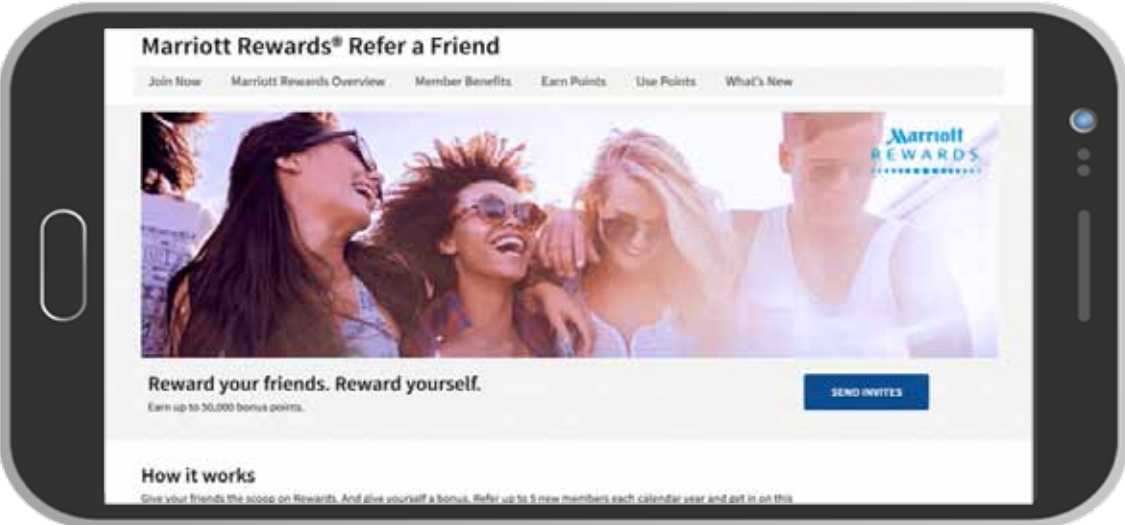 Marriott Rewards® Refer a Friend
Join Now Marriott Rewards Overview Member Benefits Earn Points Use Points What's New
Marriott
REWARDS
Reward your friends. Reward yourself.
SEND INVITES
Earn up to 50,000 bonus points.
How it works
Give your friends the scoop on Rewards. And give yourself a bonus. Refer up to 5 new members each calendar year and get in on this